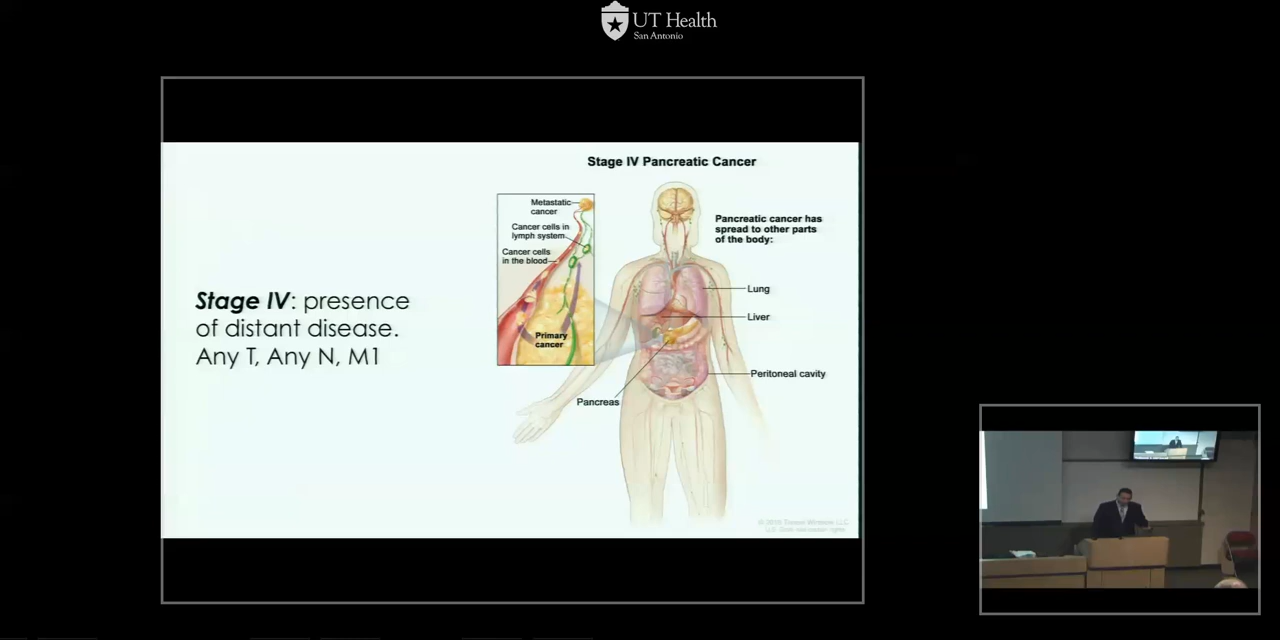 UT Health
San Antonio
Stage IV Pancreatic Cancer
Metastatic
cancer
Cancer cells in
lymph system
Cancer cells
in the blood
Primary
cancer
Pancreatic cancer has
spread to other parts
of the body:
Lung
Liver
Peritoneal cavity
Pancreas
Stage IV: presence
of distant disease.
Any T, Any N, M1